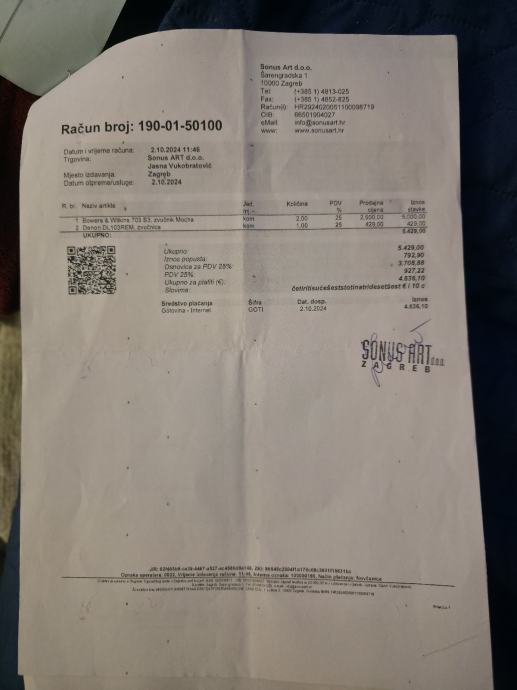 Sonus Art d.o.o.
Šarengradska 1
10000 Zagreb
Tel: (+385 1) 4813-025
Fax: (+385 1) 4852-825
Račun(i): HR2924020061100098719
OIB: 66501904027
eMail: info@sonusart.hr
www: www.sonusart.hr
Račun broj: 190-01-50100
Datum i vrijeme računa: 2.10.2024 11:46
Trgovina: Sonus ART d.o.o.
Jasna Vukobratović
Mjesto izdavanja: Zagreb
Datum otpreme/usluge: 2.10.2024
R. br. Naziv artikla Jed. m. Količina PDV % Prodajna cijena Iznos stavke
1 Bowers & Wilkins 703 S3, zvučnik Mocha kom 2,00 25 2.500,00 5.000,00
2 Denon DL103REM, zvučnica kom 1,00 25 429,00 429,00
UKUPNO: 5.429,00
Ukupno: 5.429,00
Iznos popusta: 792,90
Osnovica za PDV 25%: 3.708,88
PDV 25%: 927,22
Ukupno za platiti (€): 4.636,10
Slovima: četiritisućešeststotinatridesetšest € i 10 c
Sredstvo plaćanja Šifra Dat. dosp. Iznos
Gotovina - Internet GOTI 2.10.2024 4.636,10
SONUS ART d.o.o.
ZAGREB